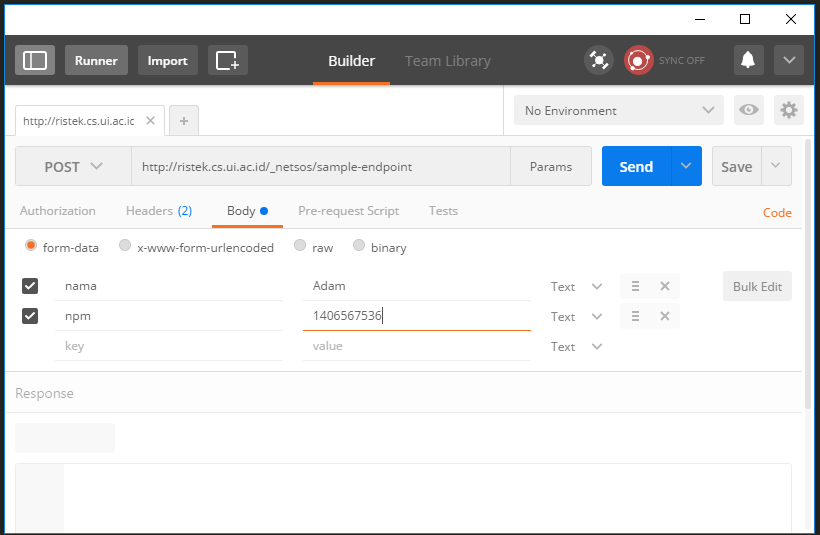 Runner Import Builder Team Library SYNC OFF
http://ristek.cs.ui.ac.ic No Environment
POST http://ristek.cs.ui.ac.id/_netsos/sample-endpoint Params Send Save
Authorization Headers (2) Body Pre-request Script Tests Code
form-data x-www-form-urlencoded raw binary
nama Adam Text Bulk Edit
npm 1406567536 Text
key value Text
Response